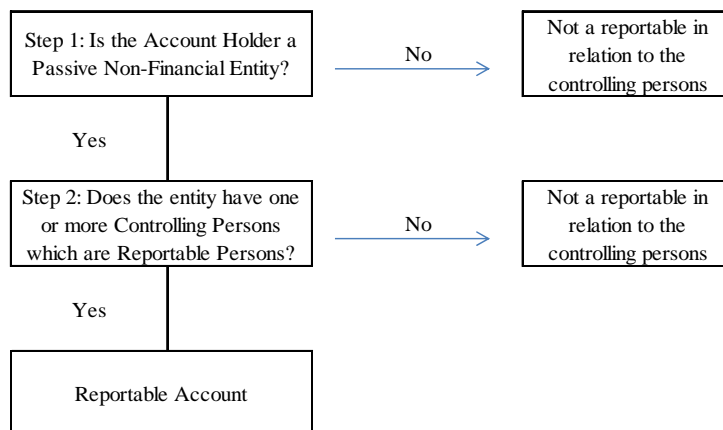 Step 1: Is the Account Holder a
Passive Non-Financial Entity?
No
Not a reportable in
relation to the
controlling persons
Yes
Step 2: Does the entity have one
or more Controlling Persons
which are Reportable Persons?
No
Not a reportable in
relation to the
controlling persons
Yes
Reportable Account